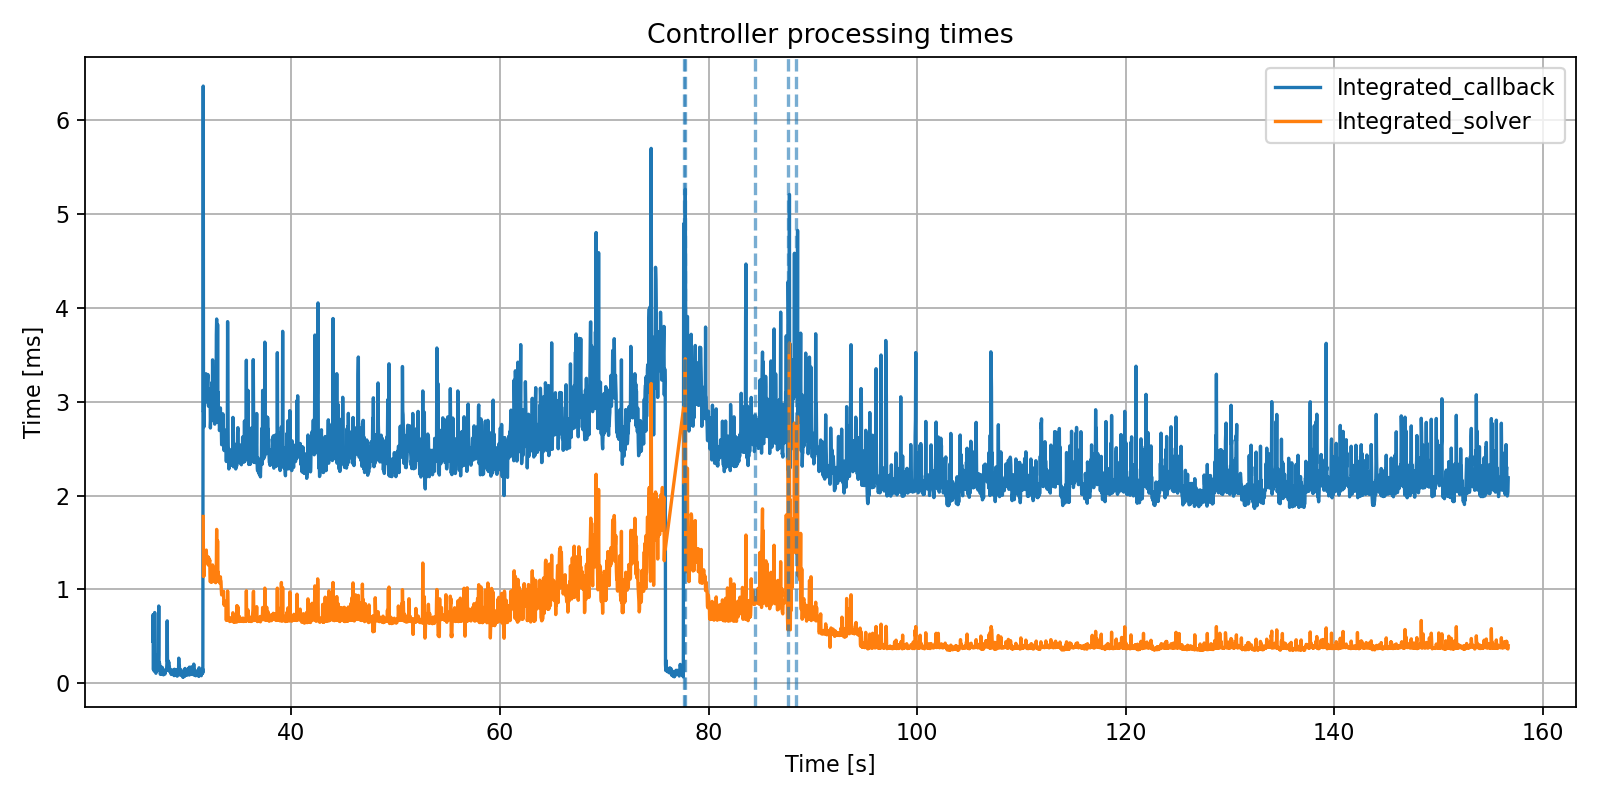 Controller processing times
Integrated_callback
Integrated_solver
Time [ms]
6
5
4
3
2
1
0
40 60 80 100 120 140 160
Time [s]